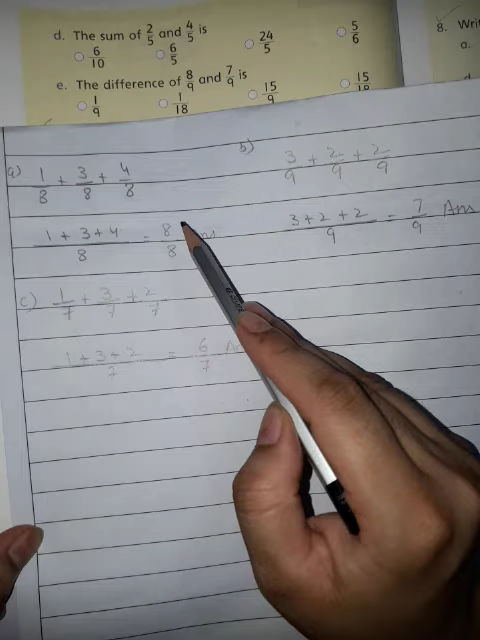 d. The sum of 2/5 and 4/5 is
6/10 6/5 24/5 5/6
e. The difference of 8/9 and 7/9 is
1/9 1/18 15/9
8. Wri
a.
a) 1/8 + 3/8 + 4/8
1 + 3 + 4 / 8 = 8/8
b) 3/9 + 2/9 + 2/9
3 + 2 + 2 / 9 = 7/9 Ans
c) 1/7 + 3/7 + 2/7
1 + 3 + 2 / 7 = 6/7